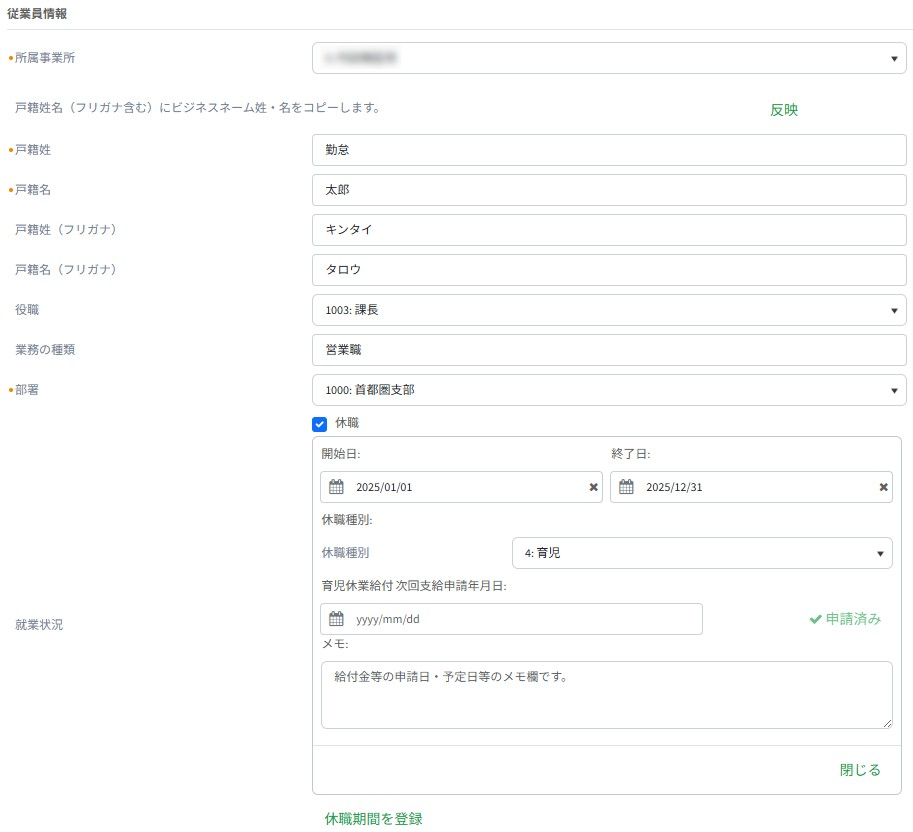 従業員情報
所属事業所
戸籍姓名（フリガナ含む）にビジネスネーム姓・名をコピーします。
反映
戸籍姓
勤怠
戸籍名
太郎
戸籍姓（フリガナ）
キンタイ
戸籍名（フリガナ）
タロウ
役職
1003: 課長
業務の種類
営業職
部署
1000: 首都圏支部
就業状況
休職
開始日:
終了日:
2025/01/01
2025/12/31
休職種別:
休職種別
4: 育児
育児休業給付 次回支給申請年月日:
yyyy/mm/dd
申請済み
メモ:
給付金等の申請日・予定日等のメモ欄です。
閉じる
休職期間を登録